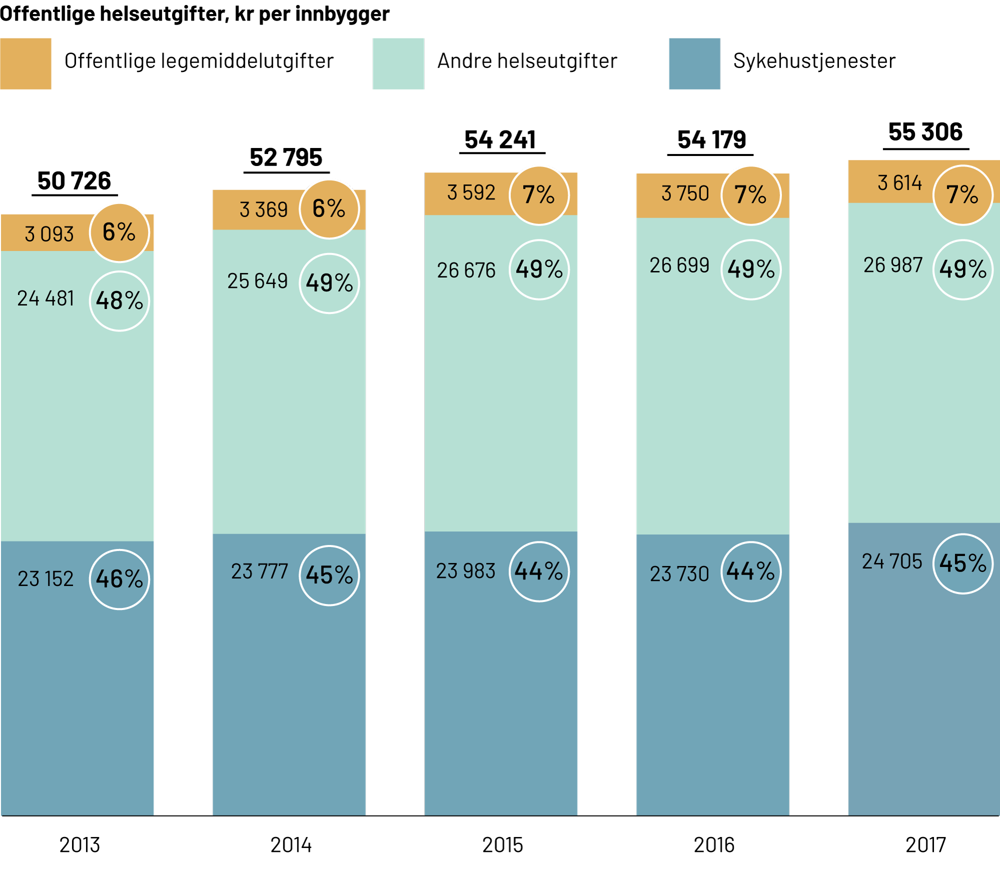 Offentlige helseutgifter, kr per innbygger
Offentlige legemiddelutgifter Andre helseutgifter Sykehustjenester
50 726
3 093 6%
24 481 48%
23 152 46%
2013
52 795
3 369 6%
25 649 49%
23 777 45%
2014
54 241
3 592 7%
26 676 49%
23 983 44%
2015
54 179
3 750 7%
26 699 49%
23 730 44%
2016
55 306
3 614 7%
26 987 49%
24 705 45%
2017